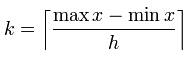 k = ⌈ (max x − min x) / h ⌉